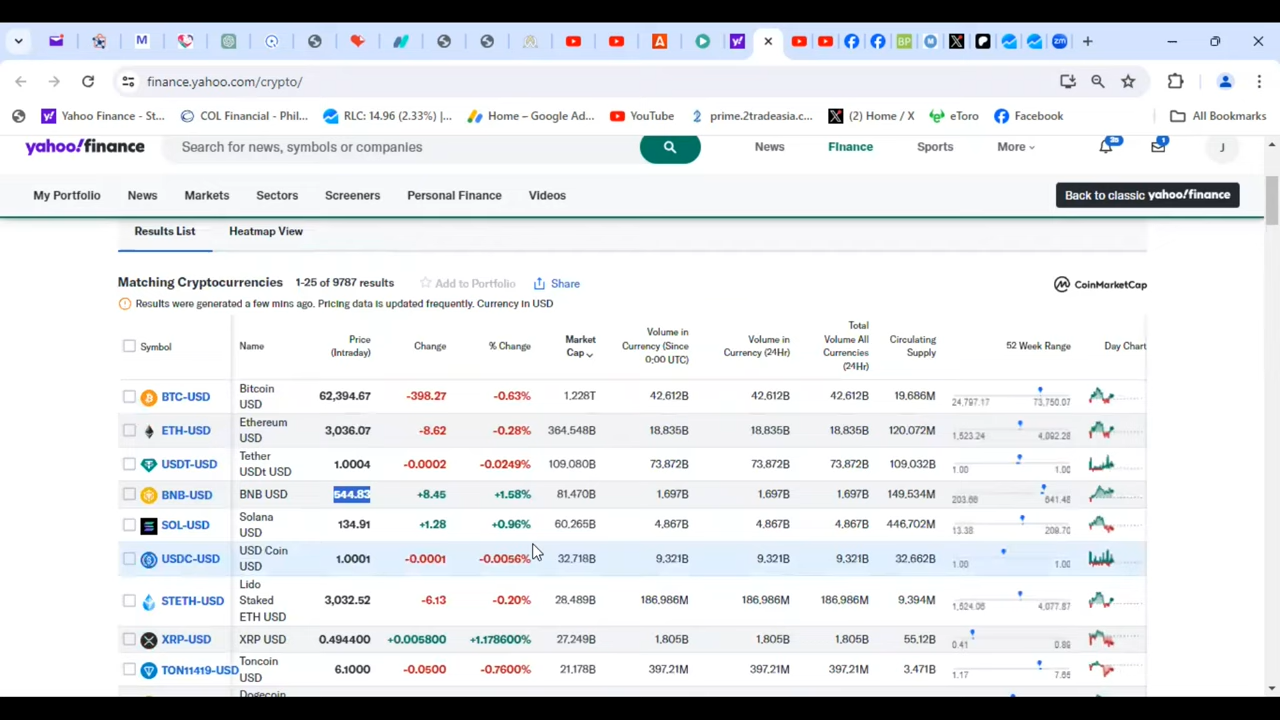 M
A
BP
zm
finance.yahoo.com/crypto/
Yahoo Finance - St...
COL Financial - Phil...
RLC: 14.96 (2.33%) |...
Home – Google Ad...
YouTube
prime.2tradeasia.co...
(2) Home / X
eToro
Facebook
All Bookmarks
yahoo!finance
Search for news, symbols or companies
News
Finance
Sports
More
1
J
My Portfolio
News
Markets
Sectors
Screeners
Personal Finance
Videos
Back to classic yahoo!finance
Results List
Heatmap View
Matching Cryptocurrencies 1-25 of 9787 results
Add to Portfolio
Share
CoinMarketCap
Results were generated a few mins ago. Pricing data is updated frequently. Currency in USD
Symbol
Name
Price
(Intraday)
Change
% Change
Market
Cap
Volume in
Currency (Since
0:00 UTC)
Volume in
Currency (24Hr)
Total
Volume All
Currencies
(24Hr)
Circulating
Supply
52 Week Range
Day Chart
BTC-USD
Bitcoin
USD
62,394.67 -398.27 -0.63% 1,228T 42,612B 42,612B 42,612B 19,686M
24,797.17 73,750.07
ETH-USD
Ethereum
USD
3,036.07 -8.62 -0.28% 364,548B 18,835B 18,835B 18,835B 120,072M
1,523.24 4,092.28
USDT-USD
Tether
USDt USD
1.0004 -0.0002 -0.0249% 109,080B 73,872B 73,872B 73,872B 109,032B
1.00 1.00
BNB-USD
BNB USD
544.83 +8.45 +1.58% 81,470B 1,697B 1,697B 1,697B 149,534M
203.66 641.48
SOL-USD
Solana
USD
134.91 +1.28 +0.96% 60,265B 4,867B 4,867B 4,867B 446,702M
13.38 209.70
USDC-USD
USD Coin
USD
1.0001 -0.0001 -0.0056% 32,718B 9,321B 9,321B 9,321B 32,662B
1.00 1.00
STETH-USD
Lido
Staked
ETH USD
3,032.52 -6.13 -0.20% 28,489B 186,986M 186,986M 186,986M 9,394M
1,524.06 4,077.87
XRP-USD
XRP USD
0.494400 +0.005800 +1.178600% 27,249B 1,805B 1,805B 1,805B 55,12B
0.41 0.89
TON11419-USD
Toncoin
USD
6.1000 -0.0500 -0.7600% 21,178B 397,21M 397,21M 397,21M 3,471B
1.17 7.65
Dogecoin